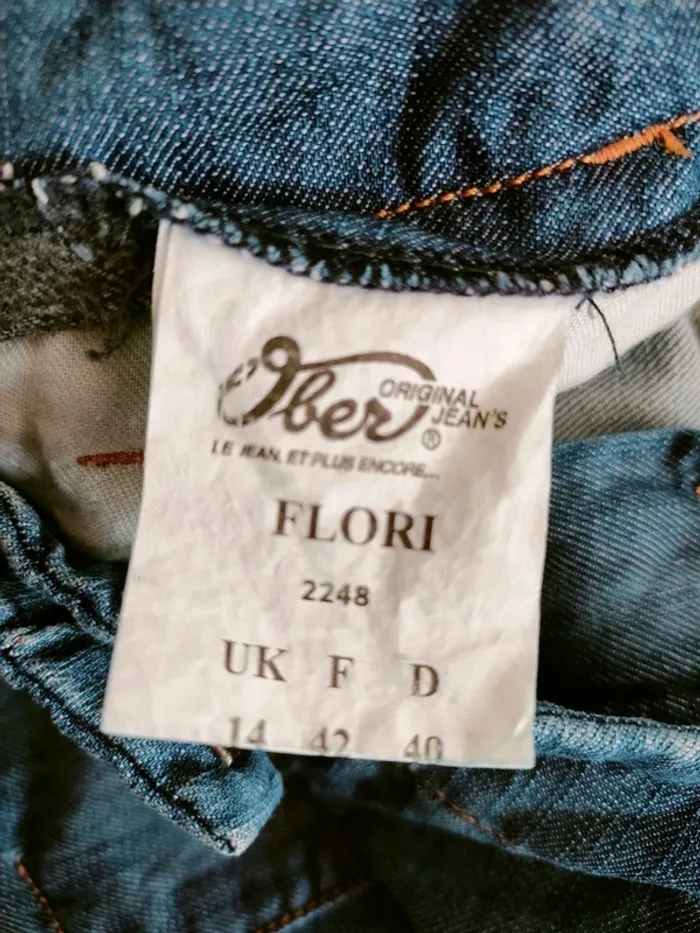 Ober ORIGINAL
JEAN'S
®
LE JEAN, ET PLUS ENCORE...
FLORI
2248
UK F D
14 42 40